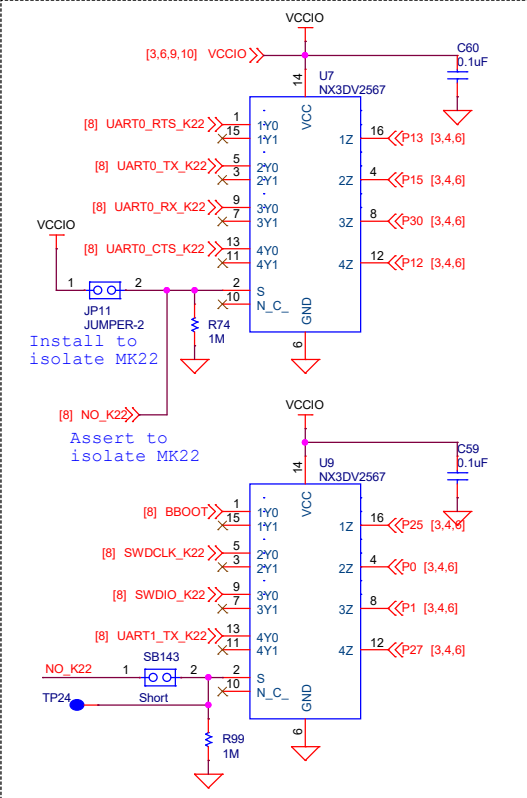 VCCIO
[3,6,9,10] VCCIO
C60
0.1uF
U7
NX3DV2567
14
VCC
[8] UART0_RTS_K22
1
1Y0
15
1Y1
1Z
16
P13 [3,4,6]
[8] UART0_TX_K22
5
2Y0
3
2Y1
2Z
4
P15 [3,4,6]
[8] UART0_RX_K22
9
3Y0
7
3Y1
3Z
8
P30 [3,4,6]
[8] UART0_CTS_K22
13
4Y0
11
4Y1
4Z
12
P12 [3,4,6]
VCCIO
1
2
2
S
10
N_C_
GND
6
JP11
JUMPER-2
R74
1M
Install to
isolate MK22
[8] NO_K22
Assert to
isolate MK22
VCCIO
C59
0.1uF
U9
NX3DV2567
14
VCC
[8] BBOOT
1
1Y0
15
1Y1
1Z
16
P25 [3,4,6]
[8] SWDCLK_K22
5
2Y0
3
2Y1
2Z
4
P0 [3,4,6]
[8] SWDIO_K22
9
3Y0
7
3Y1
3Z
8
P1 [3,4,6]
[8] UART1_TX_K22
13
4Y0
11
4Y1
4Z
12
P27 [3,4,6]
NO_K22
1
SB143
2
2
S
10
N_C_
GND
6
TP24
Short
R99
1M